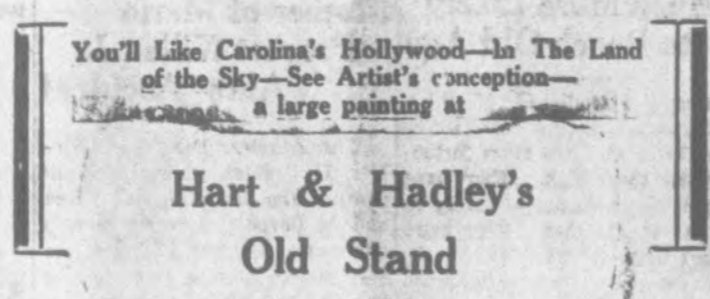 You'll Like Carolina's Hollywood—In The Land
of the Sky—See Artist's conception—
a large painting at
Hart & Hadley's
Old Stand